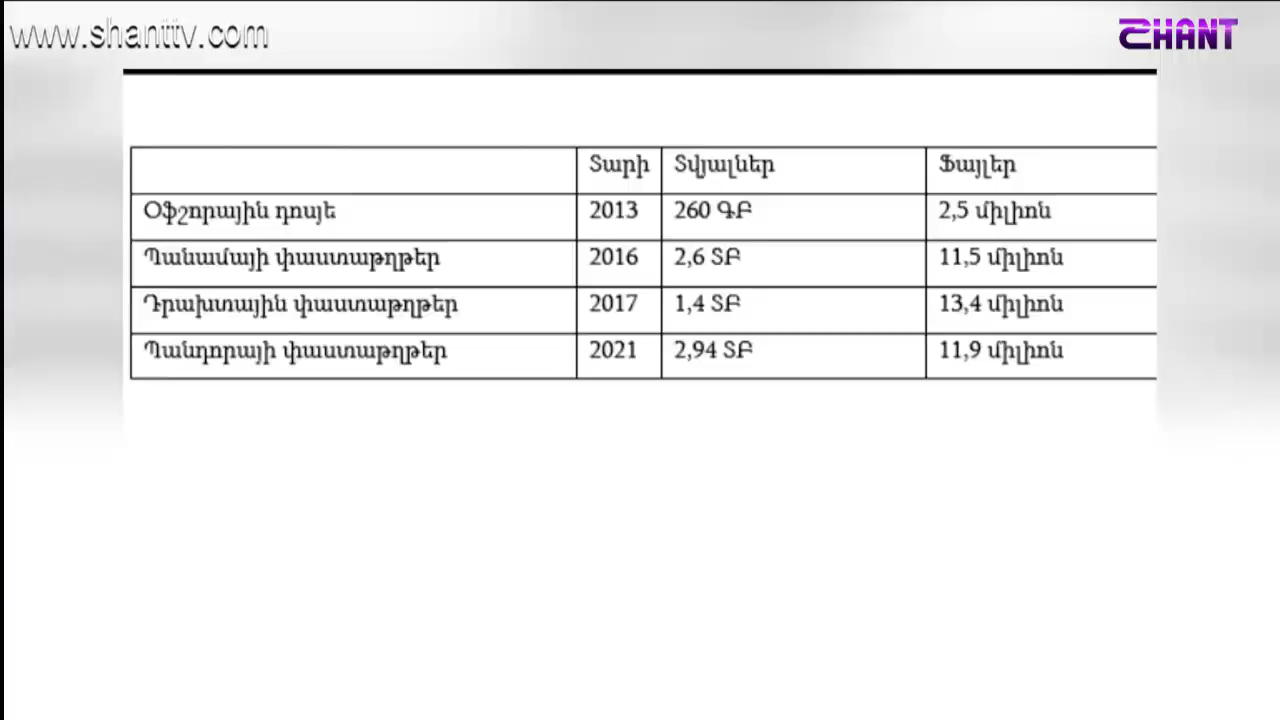 www.shanttv.com
SHANT
Տարի Տվյալներ Ֆայլեր
Օֆշորային դոսյե 2013 260 ԳԲ 2,5 միլիոն
Պանամայի փաստաթղթեր 2016 2,6 ՏԲ 11,5 միլիոն
Դրախտային փաստաթղթեր 2017 1,4 ՏԲ 13,4 միլիոն
Պանդորայի փաստաթղթեր 2021 2,94 ՏԲ 11,9 միլիոն